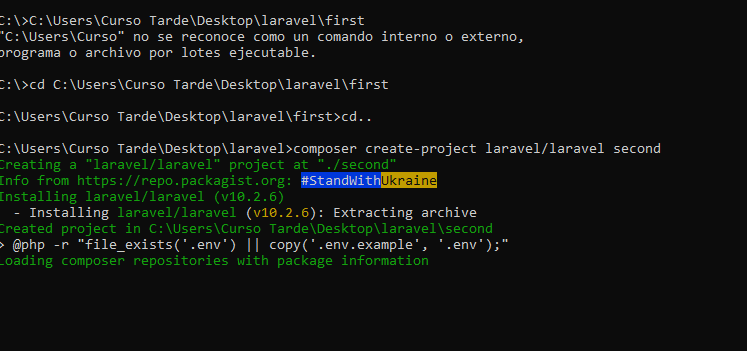 C:\>C:\Users\Curso Tarde\Desktop\laravel\first
"C:\Users\Curso" no se reconoce como un comando interno o externo,
programa o archivo por lotes ejecutable.
C:\>cd C:\Users\Curso Tarde\Desktop\laravel\first
C:\Users\Curso Tarde\Desktop\laravel\first>cd..
C:\Users\Curso Tarde\Desktop\laravel>composer create-project laravel/laravel second
Creating a "laravel/laravel" project at "./second"
Info from https://repo.packagist.org: #StandWithUkraine
Installing laravel/laravel (v10.2.6)
  - Installing laravel/laravel (v10.2.6): Extracting archive
Created project in C:\Users\Curso Tarde\Desktop\laravel\second
> @php -r "file_exists('.env') || copy('.env.example', '.env');"
Loading composer repositories with package information